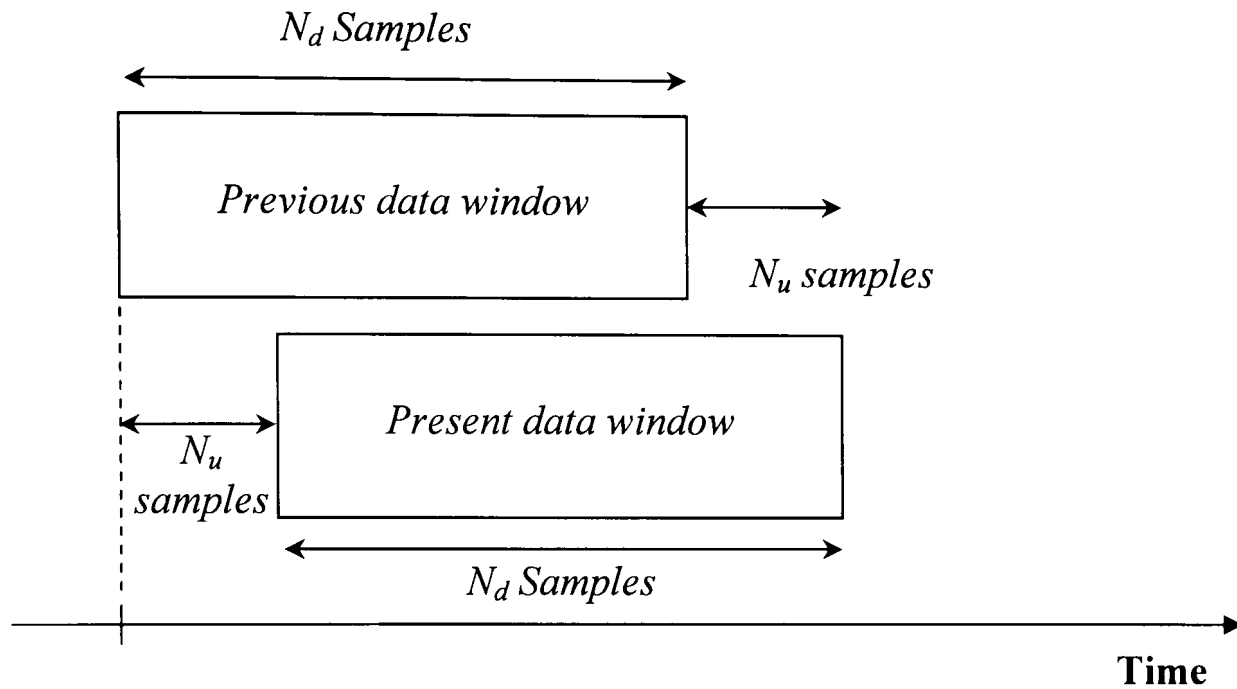 N_d Samples
Previous data window
N_u samples
Present data window
N_u
samples
N_d Samples
Time